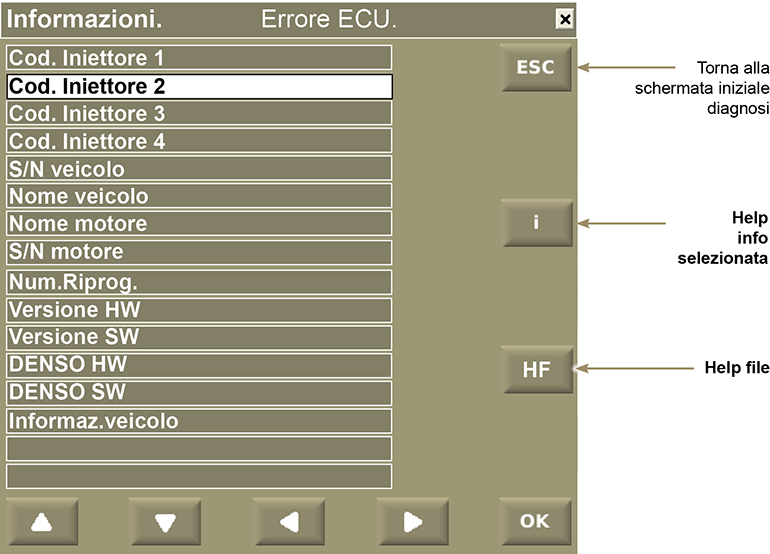 Informazioni. Errore ECU.
Cod. Iniettore 1
Cod. Iniettore 2
Cod. Iniettore 3
Cod. Iniettore 4
S/N veicolo
Nome veicolo
Nome motore
S/N motore
Num.Riprog.
Versione HW
Versione SW
DENSO HW
DENSO SW
Informaz.veicolo
ESC
i
HF
OK
Torna alla
schermata iniziale
diagnosi
Help
info
selezionata
Help file